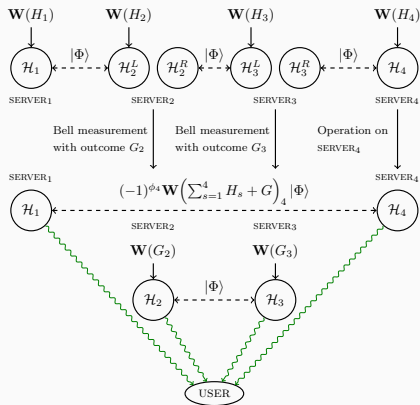 W(H₁) W(H₂) W(H₃) W(H₄)
|Φ⟩ |Φ⟩ |Φ⟩
ℋ₁ ℋ₂ᴸ ℋ₂ᴿ ℋ₃ᴸ ℋ₃ᴿ ℋ₄
SERVER₁ SERVER₂ SERVER₃ SERVER₄
Bell measurement Bell measurement Operation on
with outcome G₂ with outcome G₃ SERVER₄
SERVER₁ SERVER₄
(-1)^{ϕ₄} W(∑_{s=1}^{4} H_s + G)₄ |Φ⟩
ℋ₁ ℋ₄
SERVER₂ SERVER₃
W(G₂) W(G₃)
|Φ⟩
ℋ₂ ℋ₃
USER